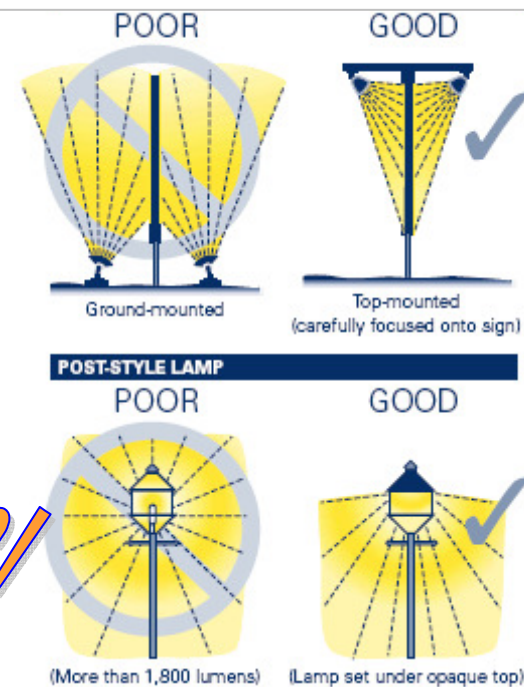 POOR GOOD
Ground-mounted
Top-mounted
(carefully focused onto sign)
POST-STYLE LAMP
POOR GOOD
(More than 1,800 lumens) (Lamp set under opaque top)